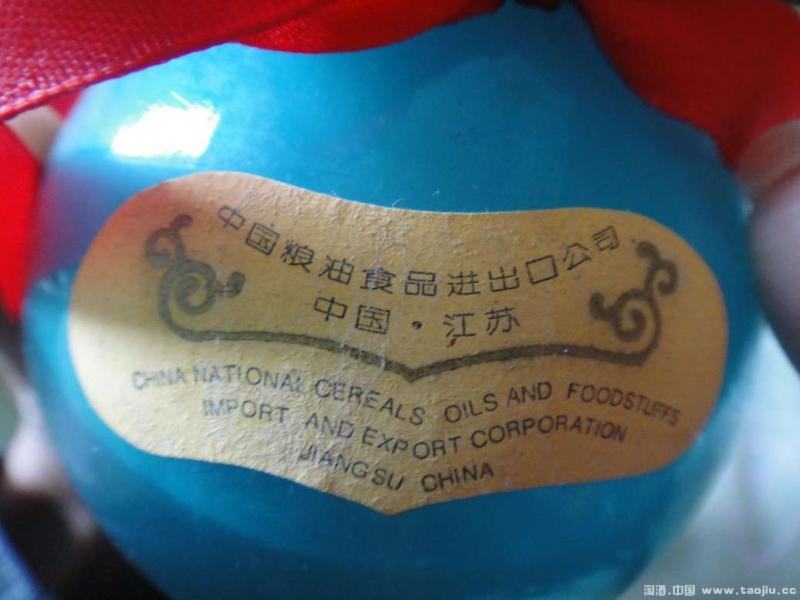 中国粮油食品进出口公司
中国·江苏
CHINA NATIONAL CEREALS OILS AND FOODSTUFFS
IMPORT AND EXPORT CORPORATION
JIANGSU CHINA
淘酒.中国 www.taojiu.cc